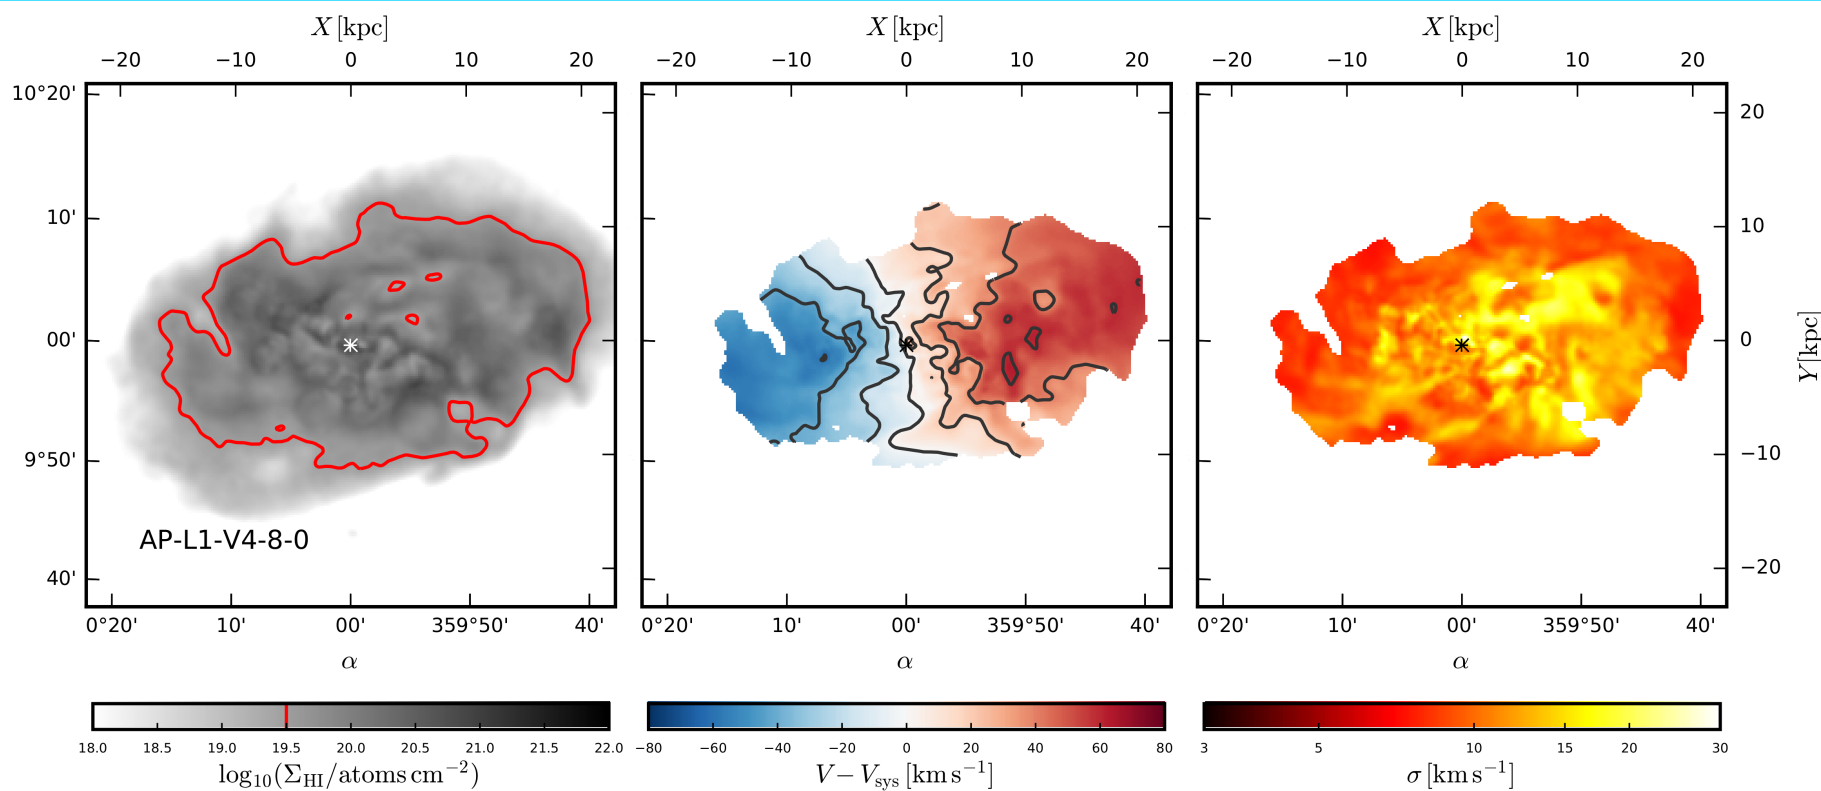 X [kpc] X [kpc] X [kpc]
−20 −10 0 10 20 −20 −10 0 10 20 −20 −10 0 10 20
10°20'
10'
00'
9°50'
40'
AP-L1-V4-8-0
20
10
0
−10
−20
Y [kpc]
0°20' 10' 00' 359°50' 40' 0°20' 10' 00' 359°50' 40' 0°20' 10' 00' 359°50' 40'
α α α
18.0 18.5 19.0 19.5 20.0 20.5 21.0 21.5 22.0 −80 −60 −40 −20 0 20 40 60 80 3 5 10 15 20 30
log₁₀(Σ_HI/atoms cm⁻²) V − V_sys [km s⁻¹] σ [km s⁻¹]